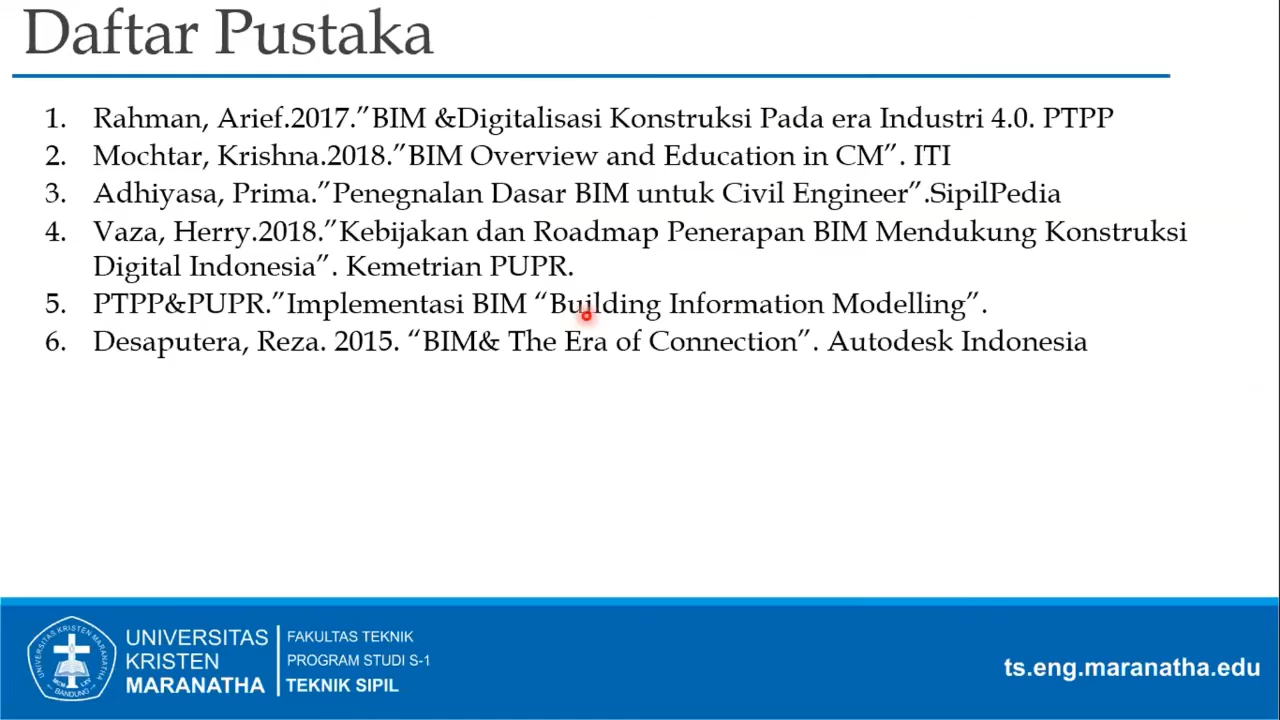 Daftar Pustaka
1. Rahman, Arief.2017.”BIM &Digitalisasi Konstruksi Pada era Industri 4.0. PTPP
2. Mochtar, Krishna.2018.”BIM Overview and Education in CM”. ITI
3. Adhiyasa, Prima.”Penegnalan Dasar BIM untuk Civil Engineer”.SipilPedia
4. Vaza, Herry.2018.”Kebijakan dan Roadmap Penerapan BIM Mendukung Konstruksi
Digital Indonesia”. Kemetrian PUPR.
5. PTPP&PUPR.”Implementasi BIM “Building Information Modelling”.
6. Desaputera, Reza. 2015. “BIM& The Era of Connection”. Autodesk Indonesia
UNIVERSITAS KRISTEN MARANATHA
BANDUNG
UNIVERSITAS
KRISTEN
MARANATHA
FAKULTAS TEKNIK
PROGRAM STUDI S-1
TEKNIK SIPIL
ts.eng.maranatha.edu